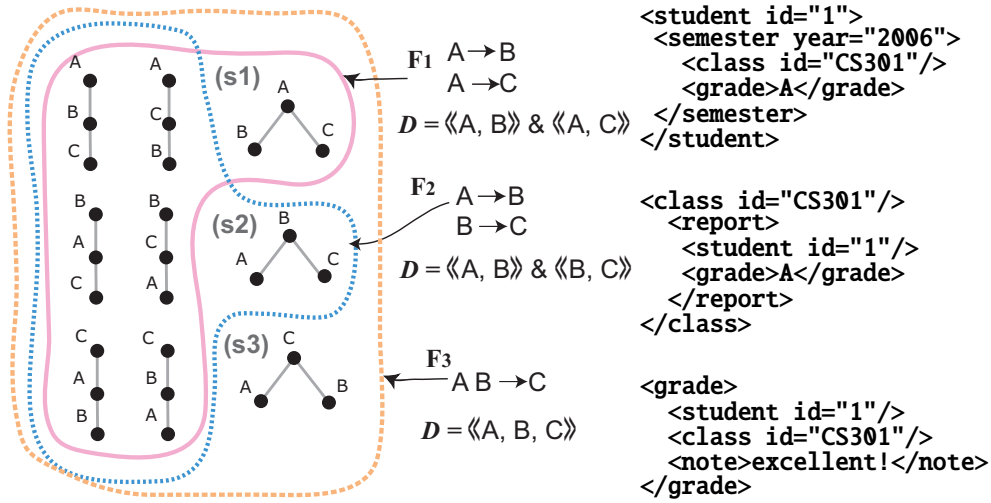 A
B
C
A
C
B
(s1)
A
B
C
B
A
C
B
C
A
(s2)
B
A
C
C
A
B
C
B
A
(s3)
C
A
B
F1
A→B
A→C
D = 《A, B》 & 《A, C》
F2
A→B
B→C
D = 《A, B》 & 《B, C》
F3
A B →C
D = 《A, B, C》
<student id="1">
<semester year="2006">
<class id="CS301"/>
<grade>A</grade>
</semester>
</student>
<class id="CS301"/>
<report>
<student id="1"/>
<grade>A</grade>
</report>
</class>
<grade>
<student id="1"/>
<class id="CS301"/>
<note>excellent!</note>
</grade>